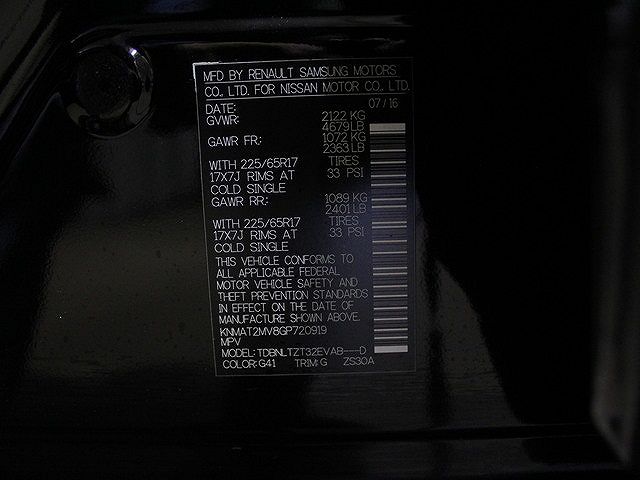 MFD BY RENAULT SAMSUNG MOTORS
CO., LTD. FOR NISSAN MOTOR CO., LTD.
DATE: 07/16
GVWR: 2122 KG
4679 LB
GAWR FR: 1072 KG
2363 LB
WITH 225/65R17 TIRES
17X7J RIMS AT 33 PSI
COLD SINGLE
GAWR RR: 1089 KG
2401 LB
WITH 225/65R17 TIRES
17X7J RIMS AT 33 PSI
COLD SINGLE
THIS VEHICLE CONFORMS TO
ALL APPLICABLE FEDERAL
MOTOR VEHICLE SAFETY AND
THEFT PREVENTION STANDARDS
IN EFFECT ON THE DATE OF
MANUFACTURE SHOWN ABOVE.
KNMAT2MV8GP720919
MPV
MODEL: TDBNLTZT32EVAB---D
COLOR: G41 TRIM: G ZS30A